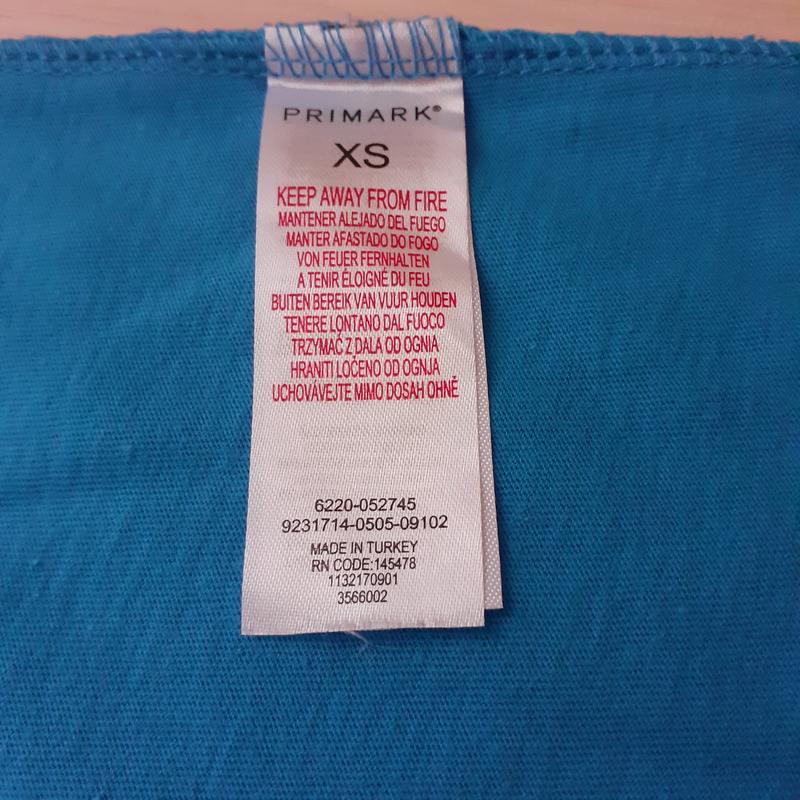 PRIMARK®
XS
KEEP AWAY FROM FIRE
MANTENER ALEJADO DEL FUEGO
MANTER AFASTADO DO FOGO
VON FEUER FERNHALTEN
A TENIR ÉLOIGNÉ DU FEU
BUITEN BEREIK VAN VUUR HOUDEN
TENERE LONTANO DAL FUOCO
TRZYMAĆ Z DALA OD OGNIA
HRANITI LOČENO OD OGNJA
UCHOVÁVEJTE MIMO DOSAH OHNĚ
6220-052745
9231714-0505-09102
MADE IN TURKEY
RN CODE:145478
1132170901
3566002